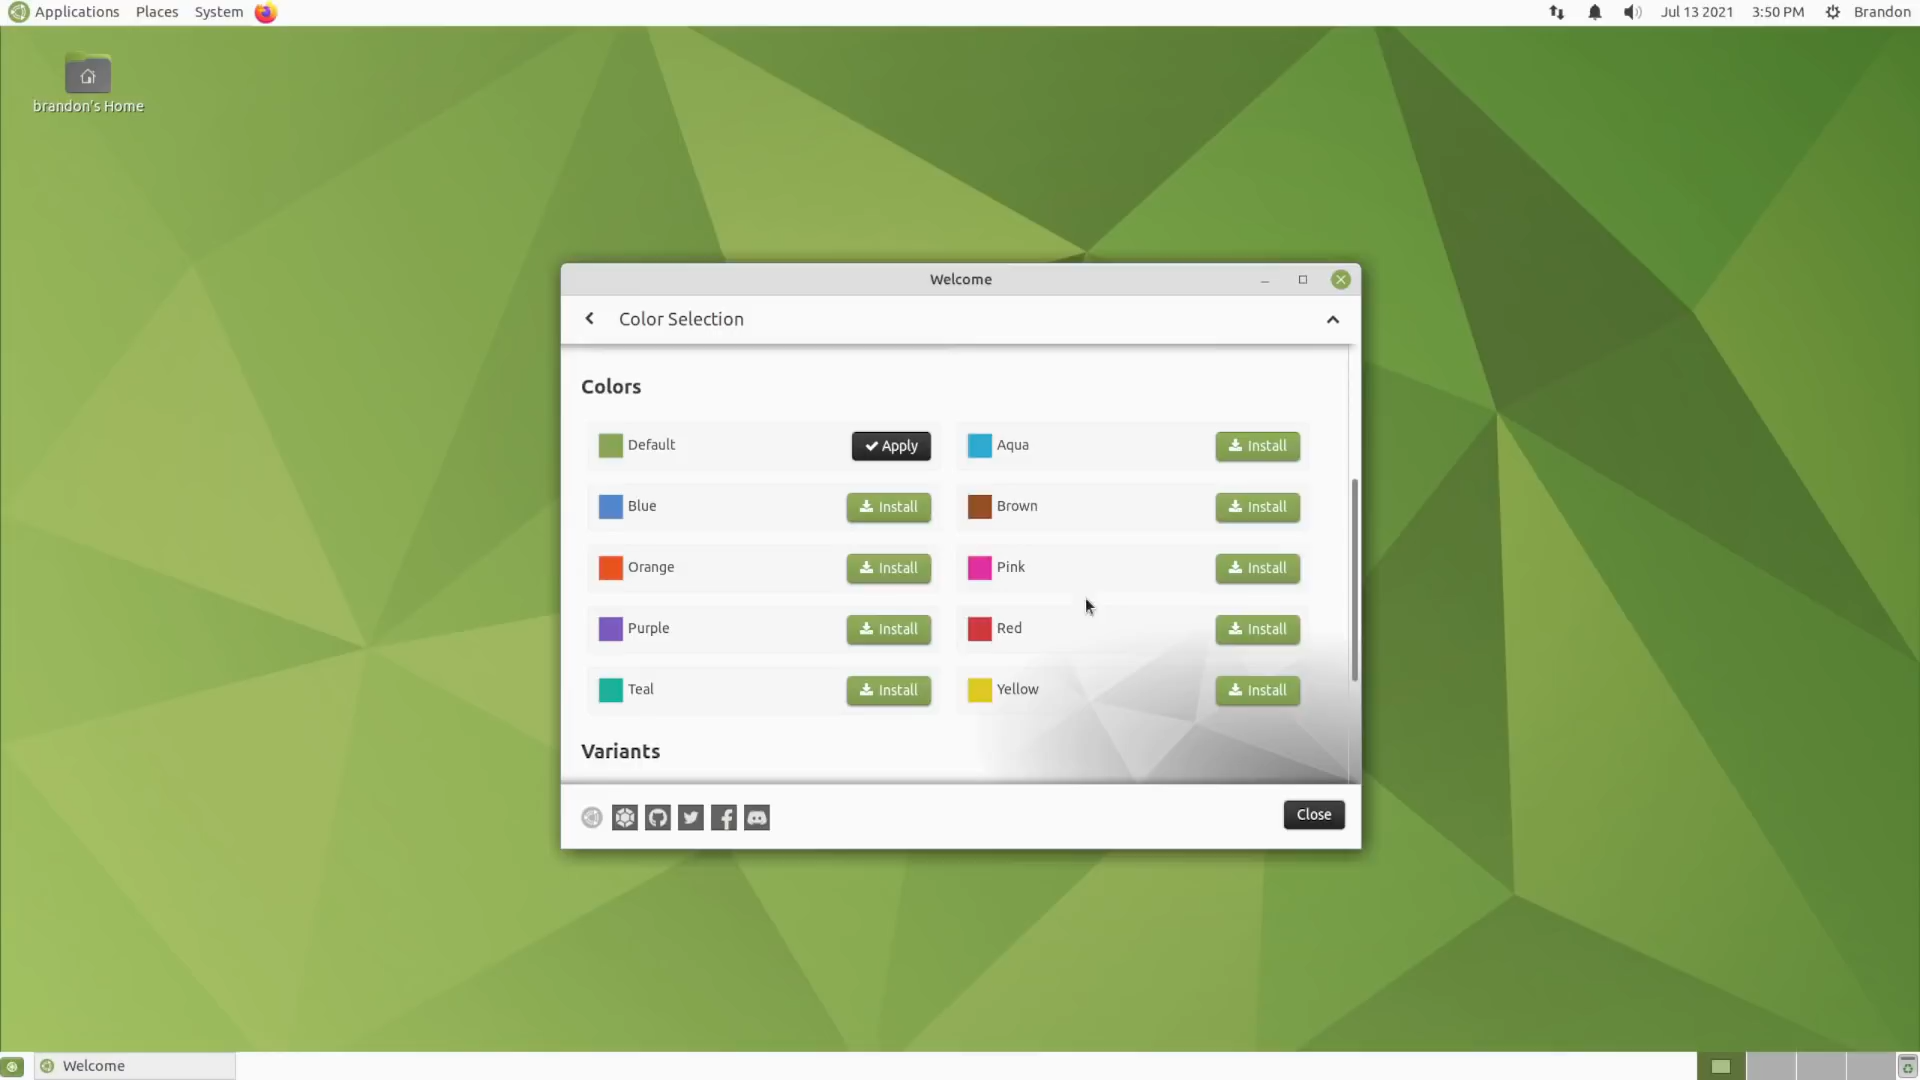 Applications Places System Jul 13 2021 3:50 PM Brandon
brandon's Home
Welcome
Color Selection
Colors
Default Apply Aqua Install
Blue Install Brown Install
Orange Install Pink Install
Purple Install Red Install
Teal Install Yellow Install
Variants
Close
Welcome